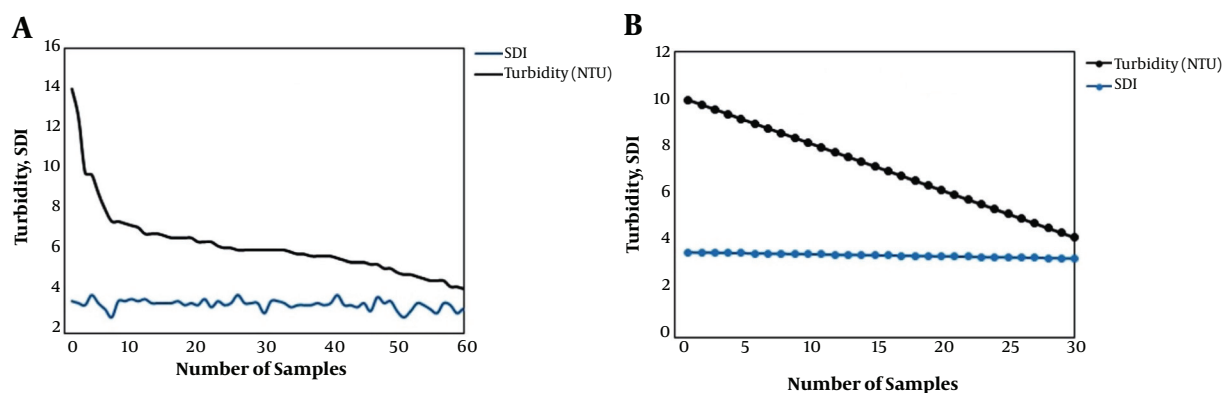 A
16
14
12
10
8
6
4
2
Turbidity, SDI
0 10 20 30 40 50 60
Number of Samples
SDI
Turbidity (NTU)
B
12
10
8
6
4
2
0
Turbidity, SDI
0 5 10 15 20 25 30
Number of Samples
Turbidity (NTU)
SDI